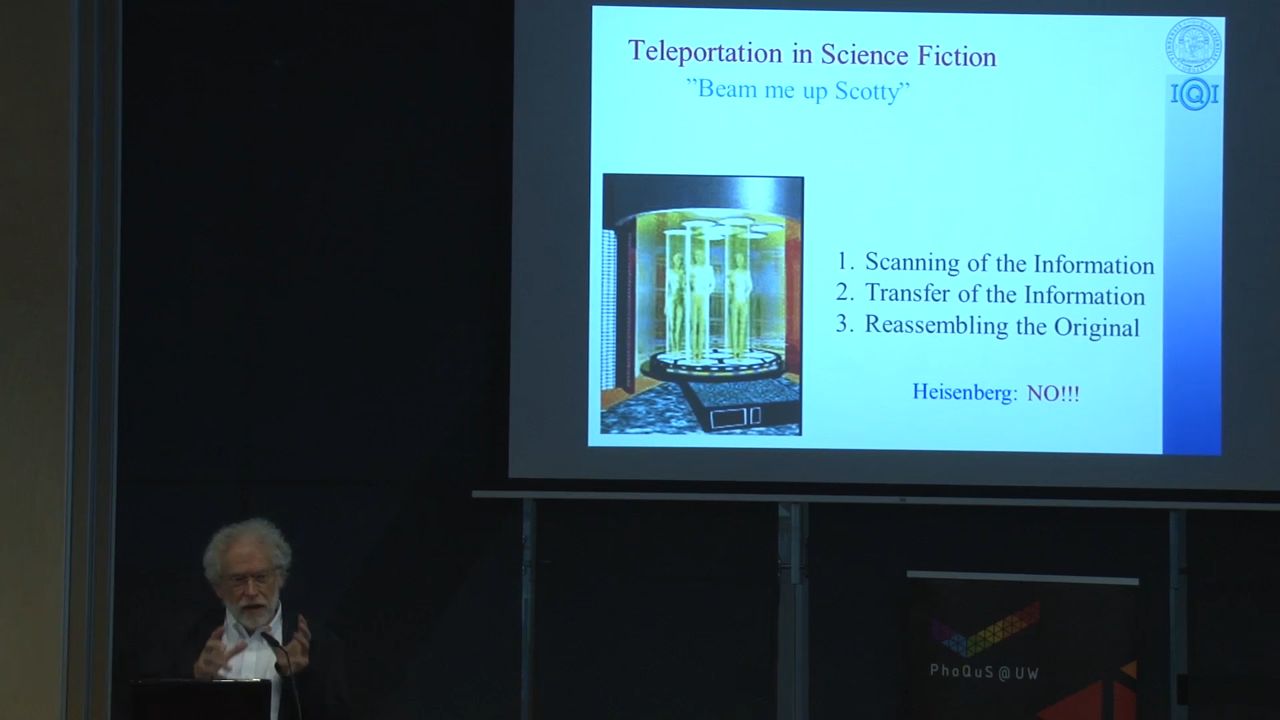 Teleportation in Science Fiction
”Beam me up Scotty”
IQI
1. Scanning of the Information
2. Transfer of the Information
3. Reassembling the Original
Heisenberg: NO!!!
PhoQuS@UW